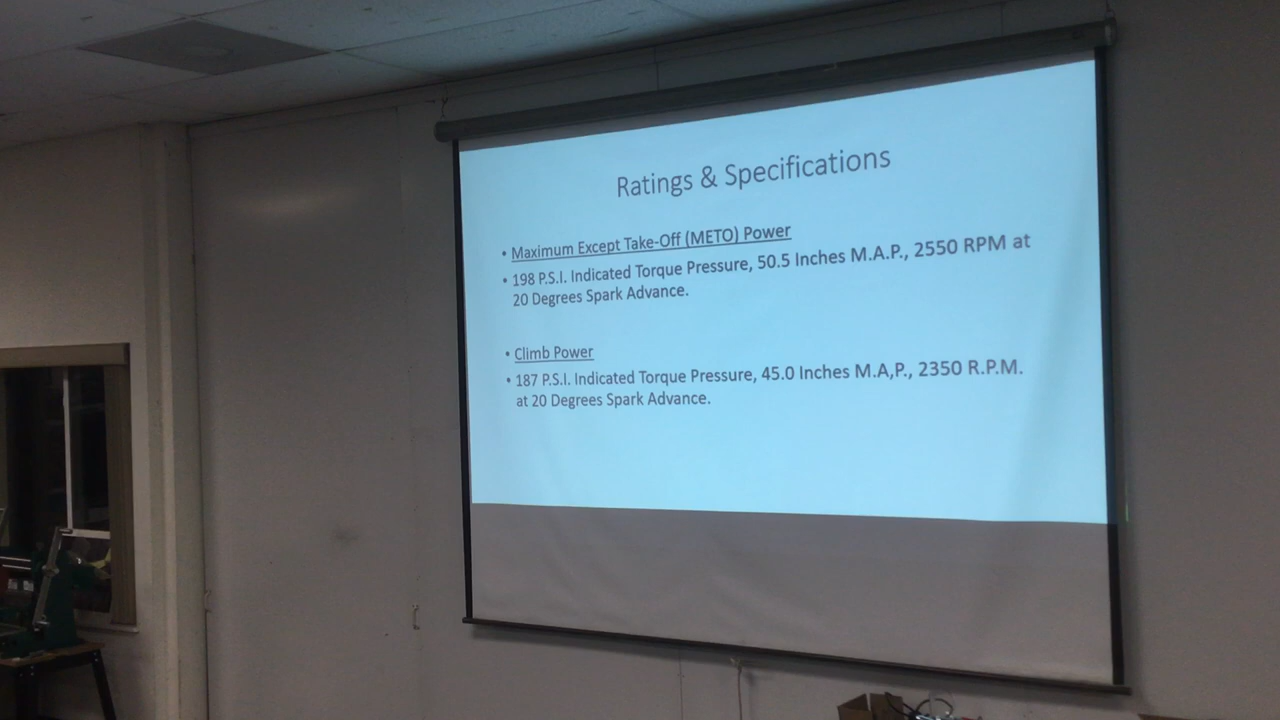 Ratings & Specifications
• Maximum Except Take-Off (METO) Power
• 198 P.S.I. Indicated Torque Pressure, 50.5 Inches M.A.P., 2550 RPM at
20 Degrees Spark Advance.
• Climb Power
• 187 P.S.I. Indicated Torque Pressure, 45.0 Inches M.A,P., 2350 R.P.M.
at 20 Degrees Spark Advance.